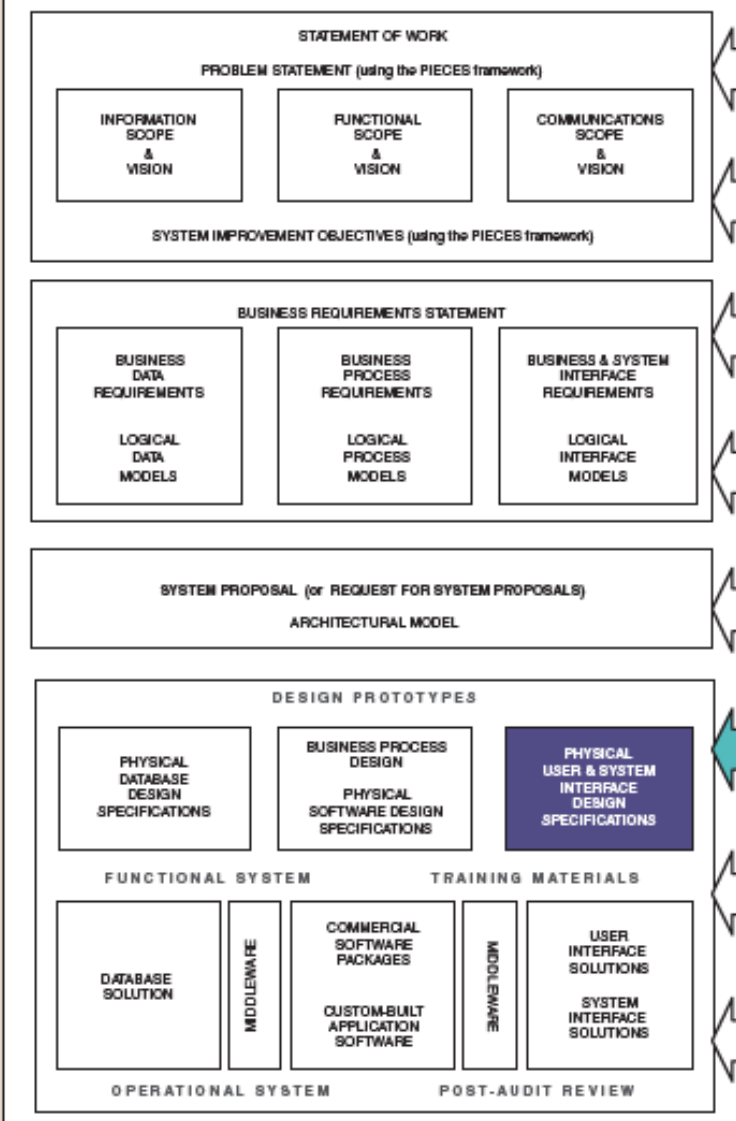 STATEMENT OF WORK
PROBLEM STATEMENT (using the PIECES framework)
INFORMATION
SCOPE
&
VISION
FUNCTIONAL
SCOPE
&
VISION
COMMUNICATIONS
SCOPE
&
VISION
SYSTEM IMPROVEMENT OBJECTIVES (using the PIECES framework)
BUSINESS REQUIREMENTS STATEMENT
BUSINESS
DATA
REQUIREMENTS
LOGICAL
DATA
MODELS
BUSINESS
PROCESS
REQUIREMENTS
LOGICAL
PROCESS
MODELS
BUSINESS & SYSTEM
INTERFACE
REQUIREMENTS
LOGICAL
INTERFACE
MODELS
SYSTEM PROPOSAL (or REQUEST FOR SYSTEM PROPOSALS)
ARCHITECTURAL MODEL
DESIGN PROTOTYPES
PHYSICAL
DATABASE
DESIGN
SPECIFICATIONS
BUSINESS PROCESS
DESIGN
PHYSICAL
SOFTWARE DESIGN
SPECIFICATIONS
PHYSICAL
USER & SYSTEM
INTERFACE
DESIGN
SPECIFICATIONS
FUNCTIONAL SYSTEM
TRAINING MATERIALS
DATABASE
SOLUTION
MIDDLEWARE
COMMERCIAL
SOFTWARE
PACKAGES
CUSTOM-BUILT
APPLICATION
SOFTWARE
MIDDLEWARE
USER
INTERFACE
SOLUTIONS
SYSTEM
INTERFACE
SOLUTIONS
OPERATIONAL SYSTEM
POST-AUDIT REVIEW